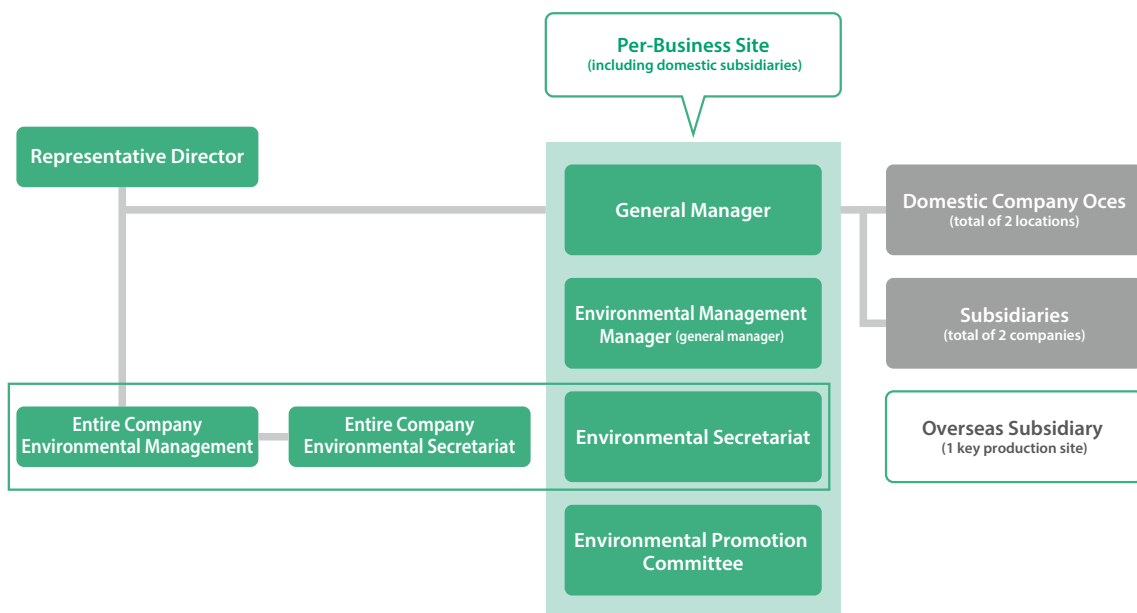 Per-Business Site
(including domestic subsidiaries)
Representative Director
General Manager
Domestic Company Oces
(total of 2 locations)
Environmental Management
Manager (general manager)
Subsidiaries
(total of 2 companies)
Entire Company
Environmental Management
Entire Company
Environmental Secretariat
Environmental Secretariat
Overseas Subsidiary
(1 key production site)
Environmental Promotion
Committee